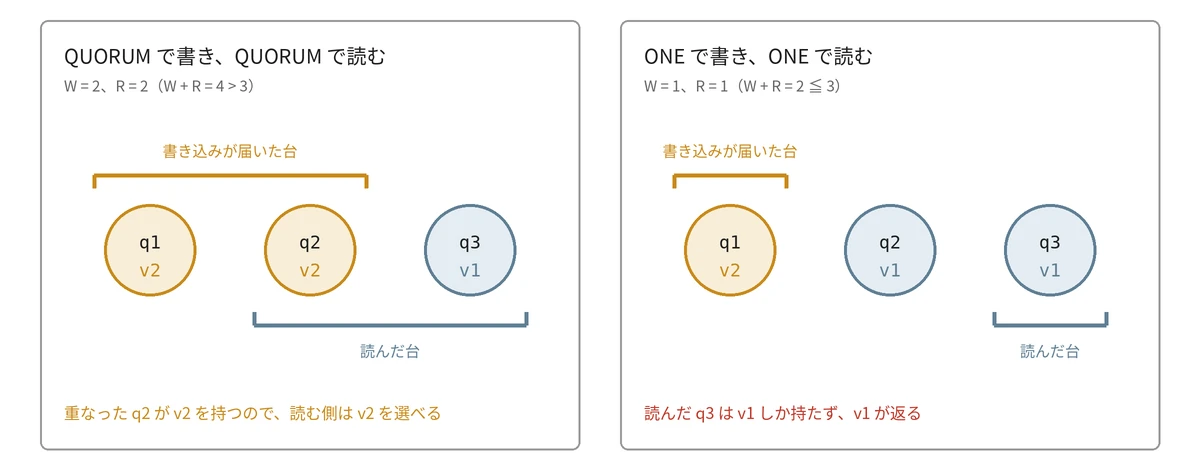 QUORUM で書き、QUORUM で読む
W = 2、R = 2（W + R = 4 > 3）
書き込みが届いた台
q1
v2
q2
v2
q3
v1
読んだ台
重なった q2 が v2 を持つので、読む側は v2 を選べる
ONE で書き、ONE で読む
W = 1、R = 1（W + R = 2 ≦ 3）
書き込みが届いた台
q1
v2
q2
v1
q3
v1
読んだ台
読んだ q3 は v1 しか持たず、v1 が返る